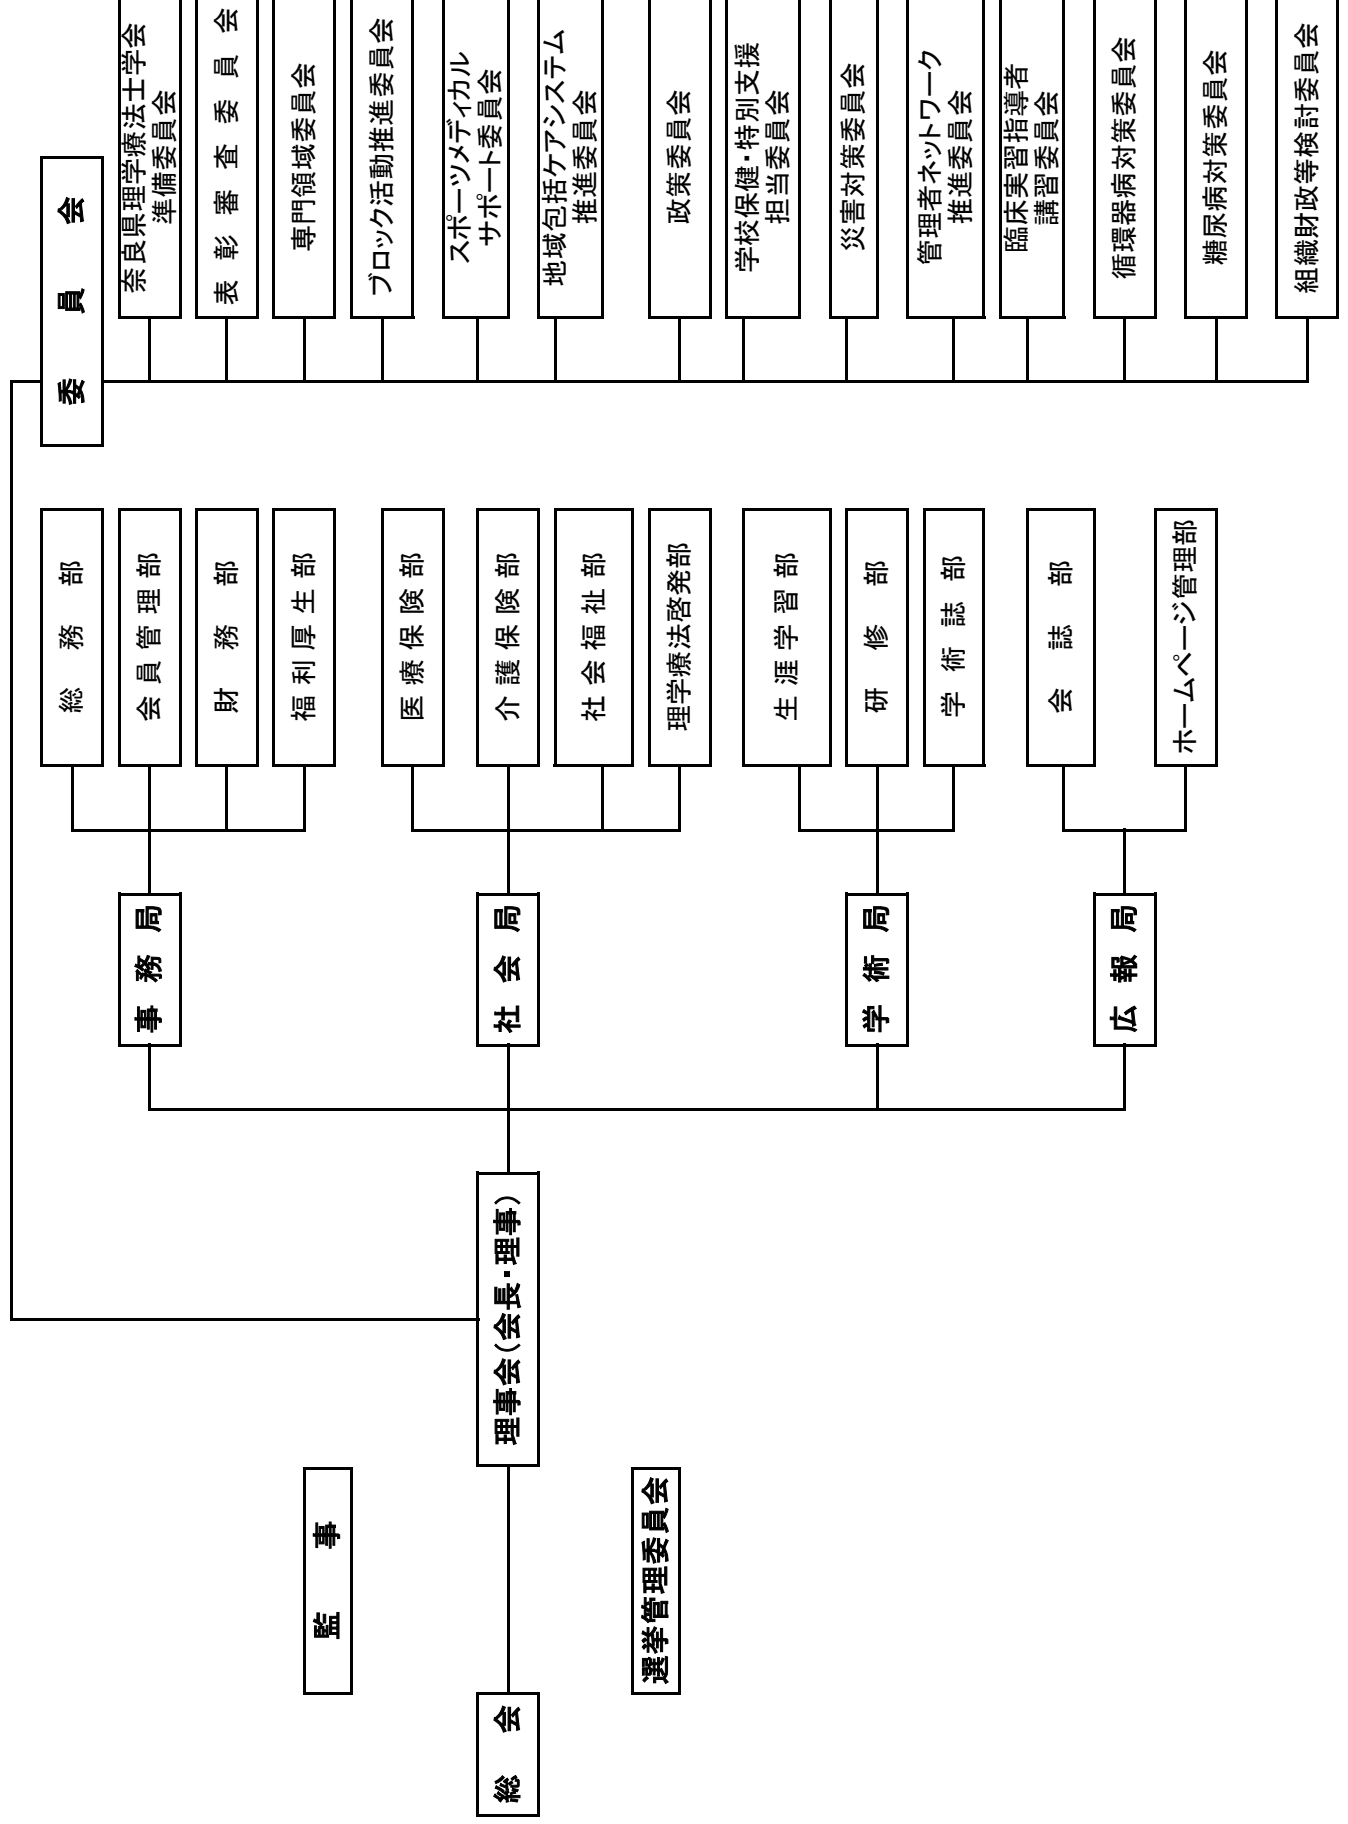 総会
監事
選挙管理委員会
理事会（会長・理事）
事務局
社会局
学術局
広報局
総務部
会員管理部
財務部
福利厚生部
医療保険部
介護保険部
社会福祉部
理学療法啓発部
生涯学習部
研修部
学術誌部
会誌部
ホームページ管理部
委員会
奈良県理学療法士学会
準備委員会
表彰審査委員会
専門領域委員会
ブロック活動推進委員会
スポーツメディカル
サポート委員会
地域包括ケアシステム
推進委員会
政策委員会
学校保健・特別支援
担当委員会
災害対策委員会
管理者ネットワーク
推進委員会
臨床実習指導者
講習委員会
循環器病対策委員会
糖尿病対策委員会
組織財政等検討委員会